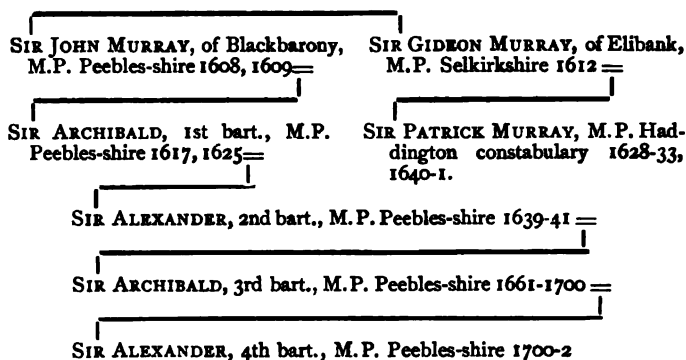 SIR JOHN MURRAY, of Blackbarony,
M.P. Peebles-shire 1608, 1609=
SIR GIDEON MURRAY, of Elibank,
M.P. Selkirkshire 1612 =
SIR ARCHIBALD, 1st bart., M.P.
Peebles-shire 1617, 1625=
SIR PATRICK MURRAY, M.P. Had-
dington constabulary 1628-33,
1640-1.
SIR ALEXANDER, 2nd bart., M.P. Peebles-shire 1639-41 =
SIR ARCHIBALD, 3rd bart., M.P. Peebles-shire 1661-1700 =
SIR ALEXANDER, 4th bart., M.P. Peebles-shire 1700-2